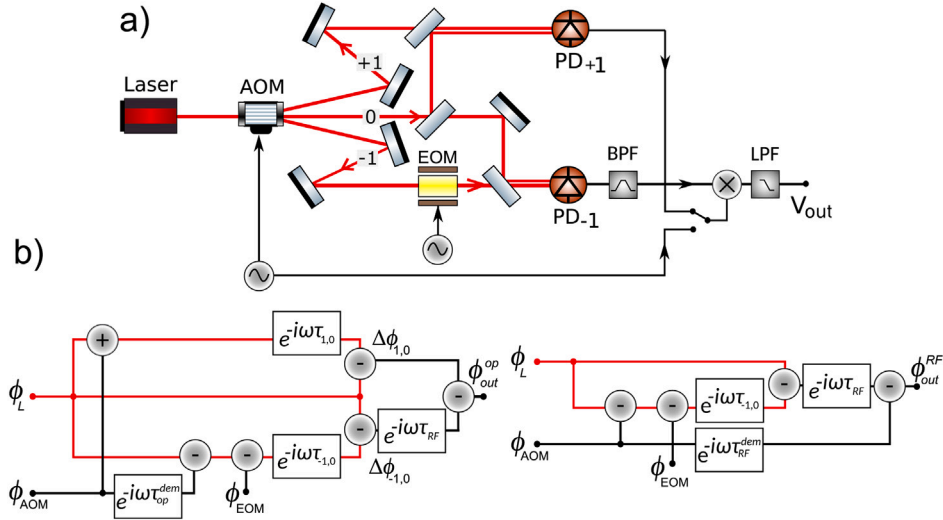 a)
Laser
AOM
+1
0
-1
EOM
PD+1
PD-1
BPF
LPF
Vout
b)
ϕL
ϕAOM
+
e^-iωτ1,0
-
Δϕ1,0
-
ϕout^op
-
e^-iωτRF
Δϕ-1,0
-
-
e^-iωτ-1,0
e^-iωτop^dem
ϕEOM
ϕL
ϕAOM
-
-
e^-iωτ-1,0
-
e^-iωτRF
-
ϕout^RF
e^-iωτRF^dem
ϕEOM